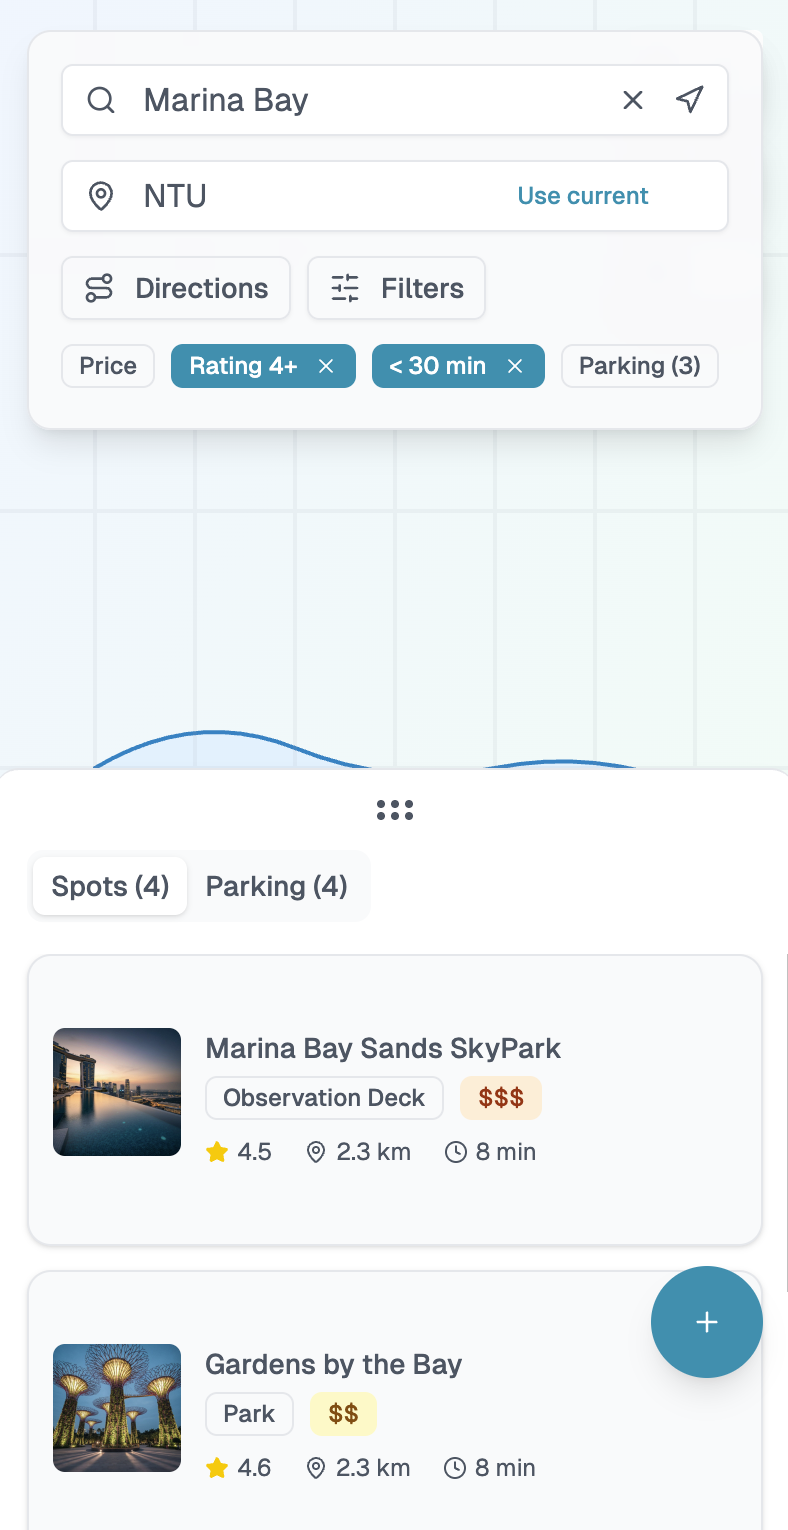 Marina Bay
NTU Use current
Directions Filters
Price Rating 4+ < 30 min Parking (3)
Spots (4) Parking (4)
Marina Bay Sands SkyPark
Observation Deck $$$
4.5 2.3 km 8 min
Gardens by the Bay
Park $$
4.6 2.3 km 8 min